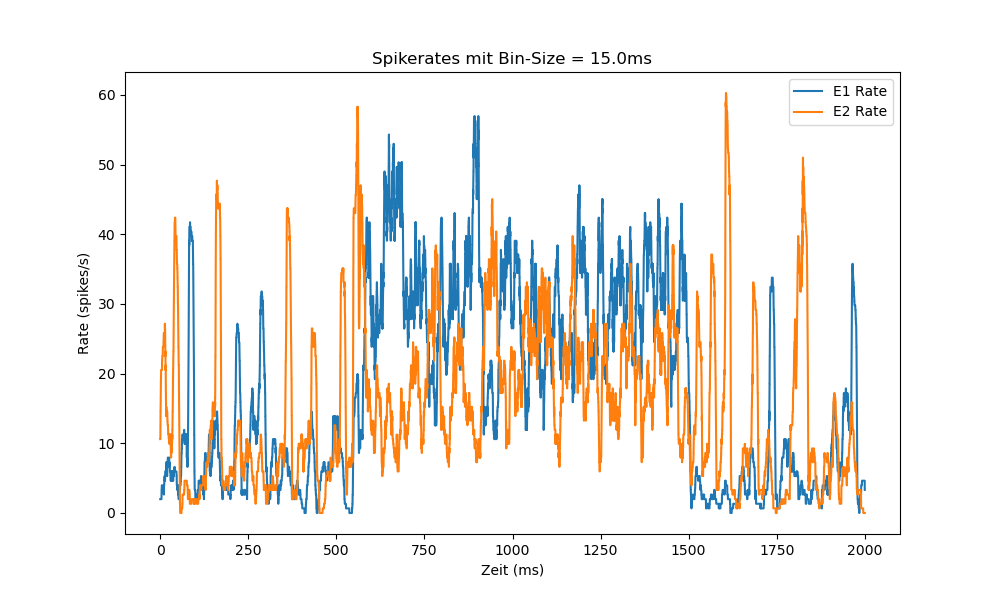 Spikerates mit Bin-Size = 15.0ms
E1 Rate
E2 Rate
60
50
40
30
20
10
0
Rate (spikes/s)
0 250 500 750 1000 1250 1500 1750 2000
Zeit (ms)